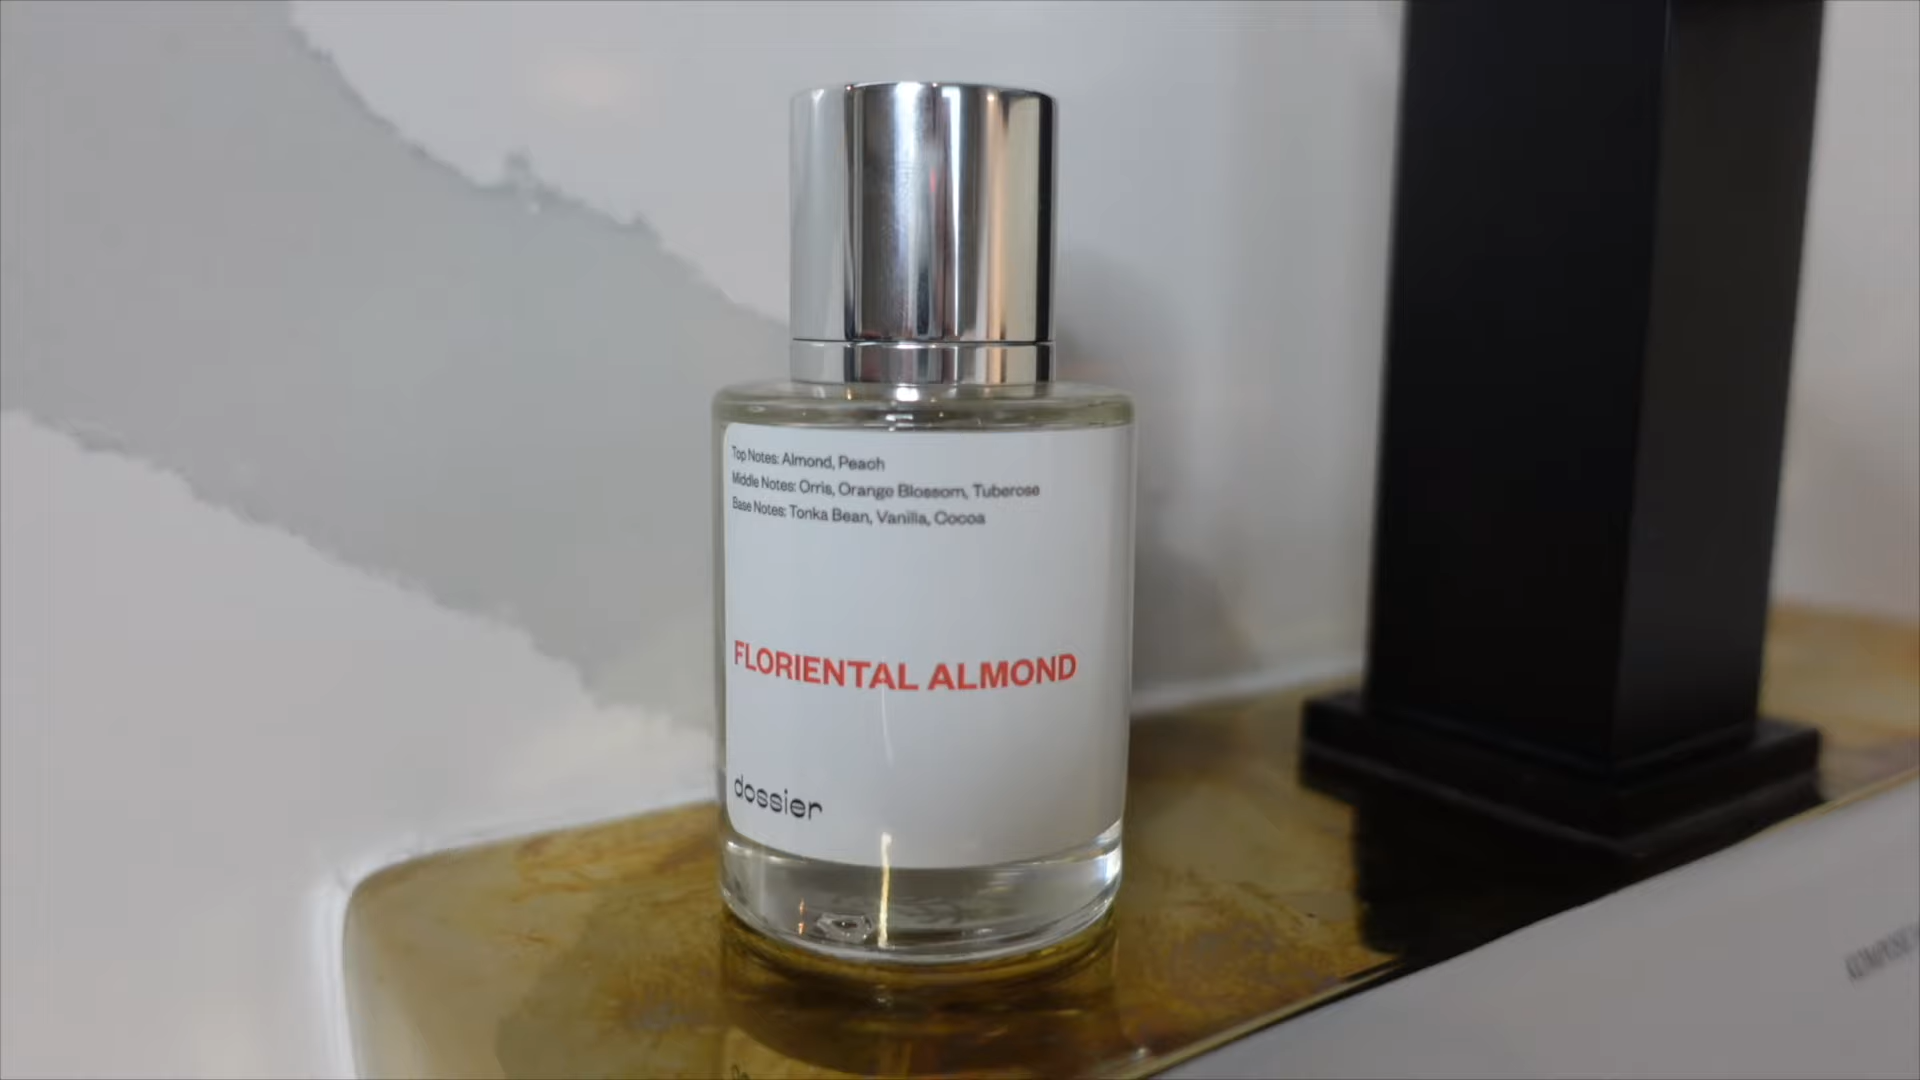 Top Notes: Almond, Peach
Middle Notes: Orris, Orange Blossom, Tuberose
Base Notes: Tonka Bean, Vanilla, Cocoa
FLORIENTAL ALMOND
dossier